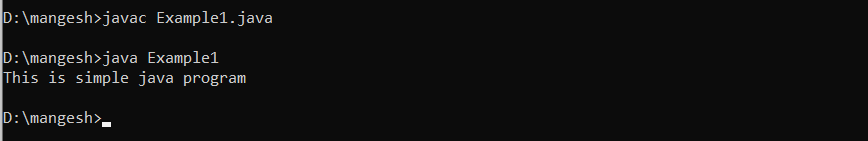 D:\mangesh>javac Example1.java
D:\mangesh>java Example1
This is simple java program
D:\mangesh>